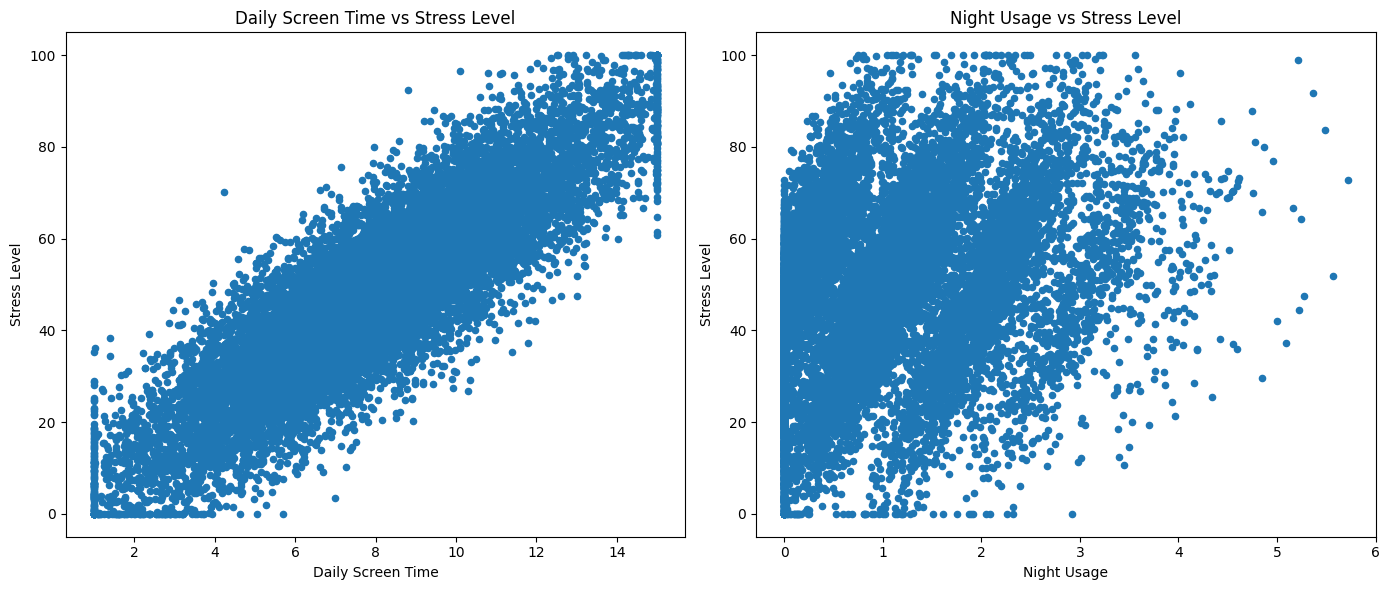 Daily Screen Time vs Stress Level
100
80
60
40
20
0
Stress Level
2 4 6 8 10 12 14
Daily Screen Time
Night Usage vs Stress Level
100
80
60
40
20
0
Stress Level
0 1 2 3 4 5 6
Night Usage